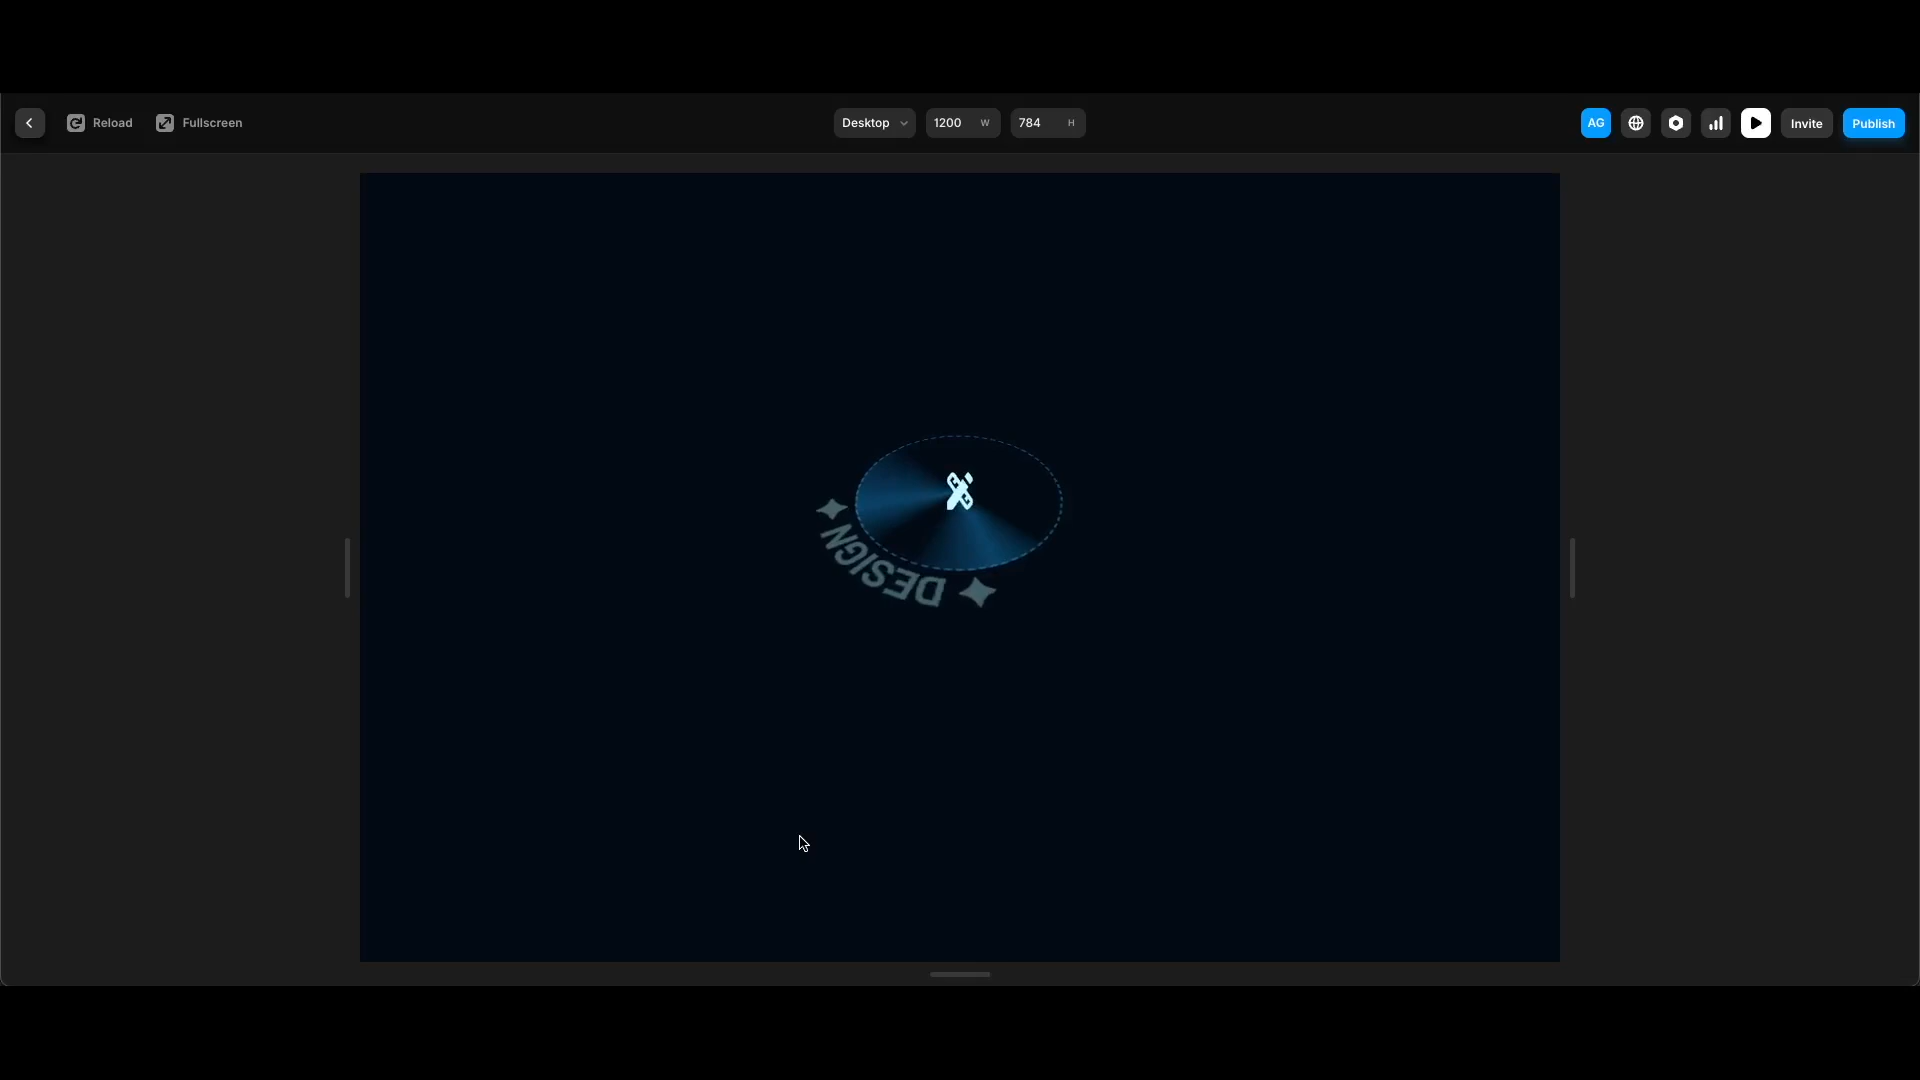 Reload
Fullscreen
Desktop
1200 W
784 H
AG
Invite
Publish
✦ DESIGN ✦